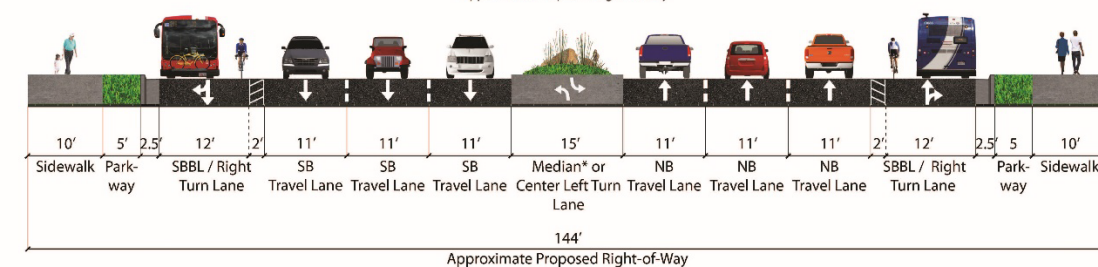 10' 5' 2.5' 12' 2' 11' 11' 11' 15' 11' 11' 11' 2' 12' 2.5' 5 10'
Sidewalk Park- SBBL / Right SB SB SB Median* or NB NB NB SBBL / Right Park- Sidewalk
way Turn Lane Travel Lane Travel Lane Travel Lane Center Left Turn Travel Lane Travel Lane Travel Lane Turn Lane way
Lane
144'
Approximate Proposed Right-of-Way